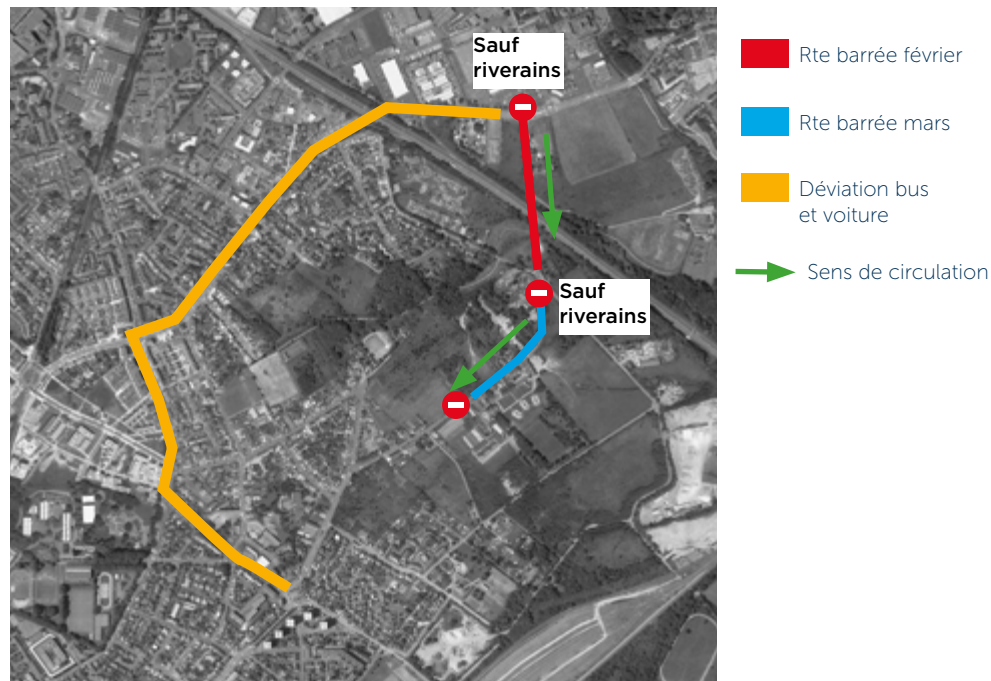 Sauf
riverains
Sauf
riverains
Rte barrée février
Rte barrée mars
Déviation bus
et voiture
Sens de circulation